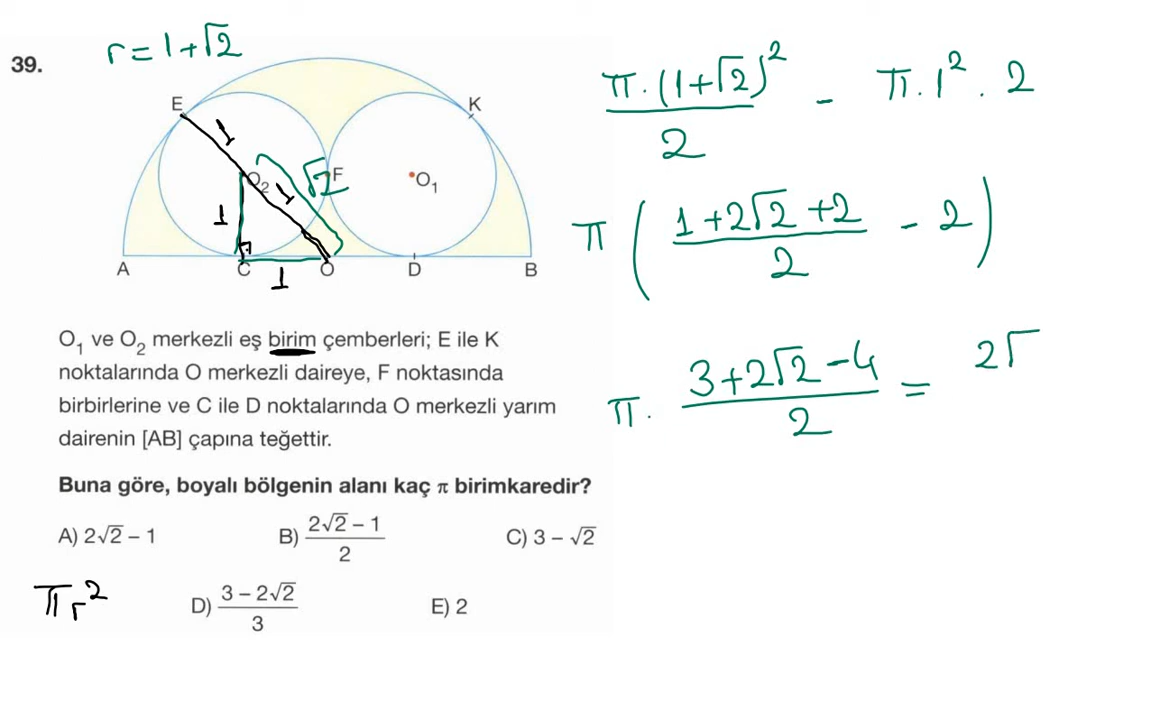 r = 1+√2
39.
E
K
1
O₂
1
√2
F
O₁
1
A
C
1
O
D
B
O₁ ve O₂ merkezli eş birim çemberleri; E ile K
noktalarında O merkezli daireye, F noktasında
birbirlerine ve C ile D noktalarında O merkezli yarım
dairenin [AB] çapına teğettir.
Buna göre, boyalı bölgenin alanı kaç π birimkaredir?
A) 2√2 – 1
B) (2√2 – 1)/2
C) 3 – √2
D) (3 – 2√2)/3
E) 2
πr²
π.(1+√2)²/2 - π.1².2
π((1+2√2+2)/2 - 2)
π.(3+2√2-4)/2 = 2√